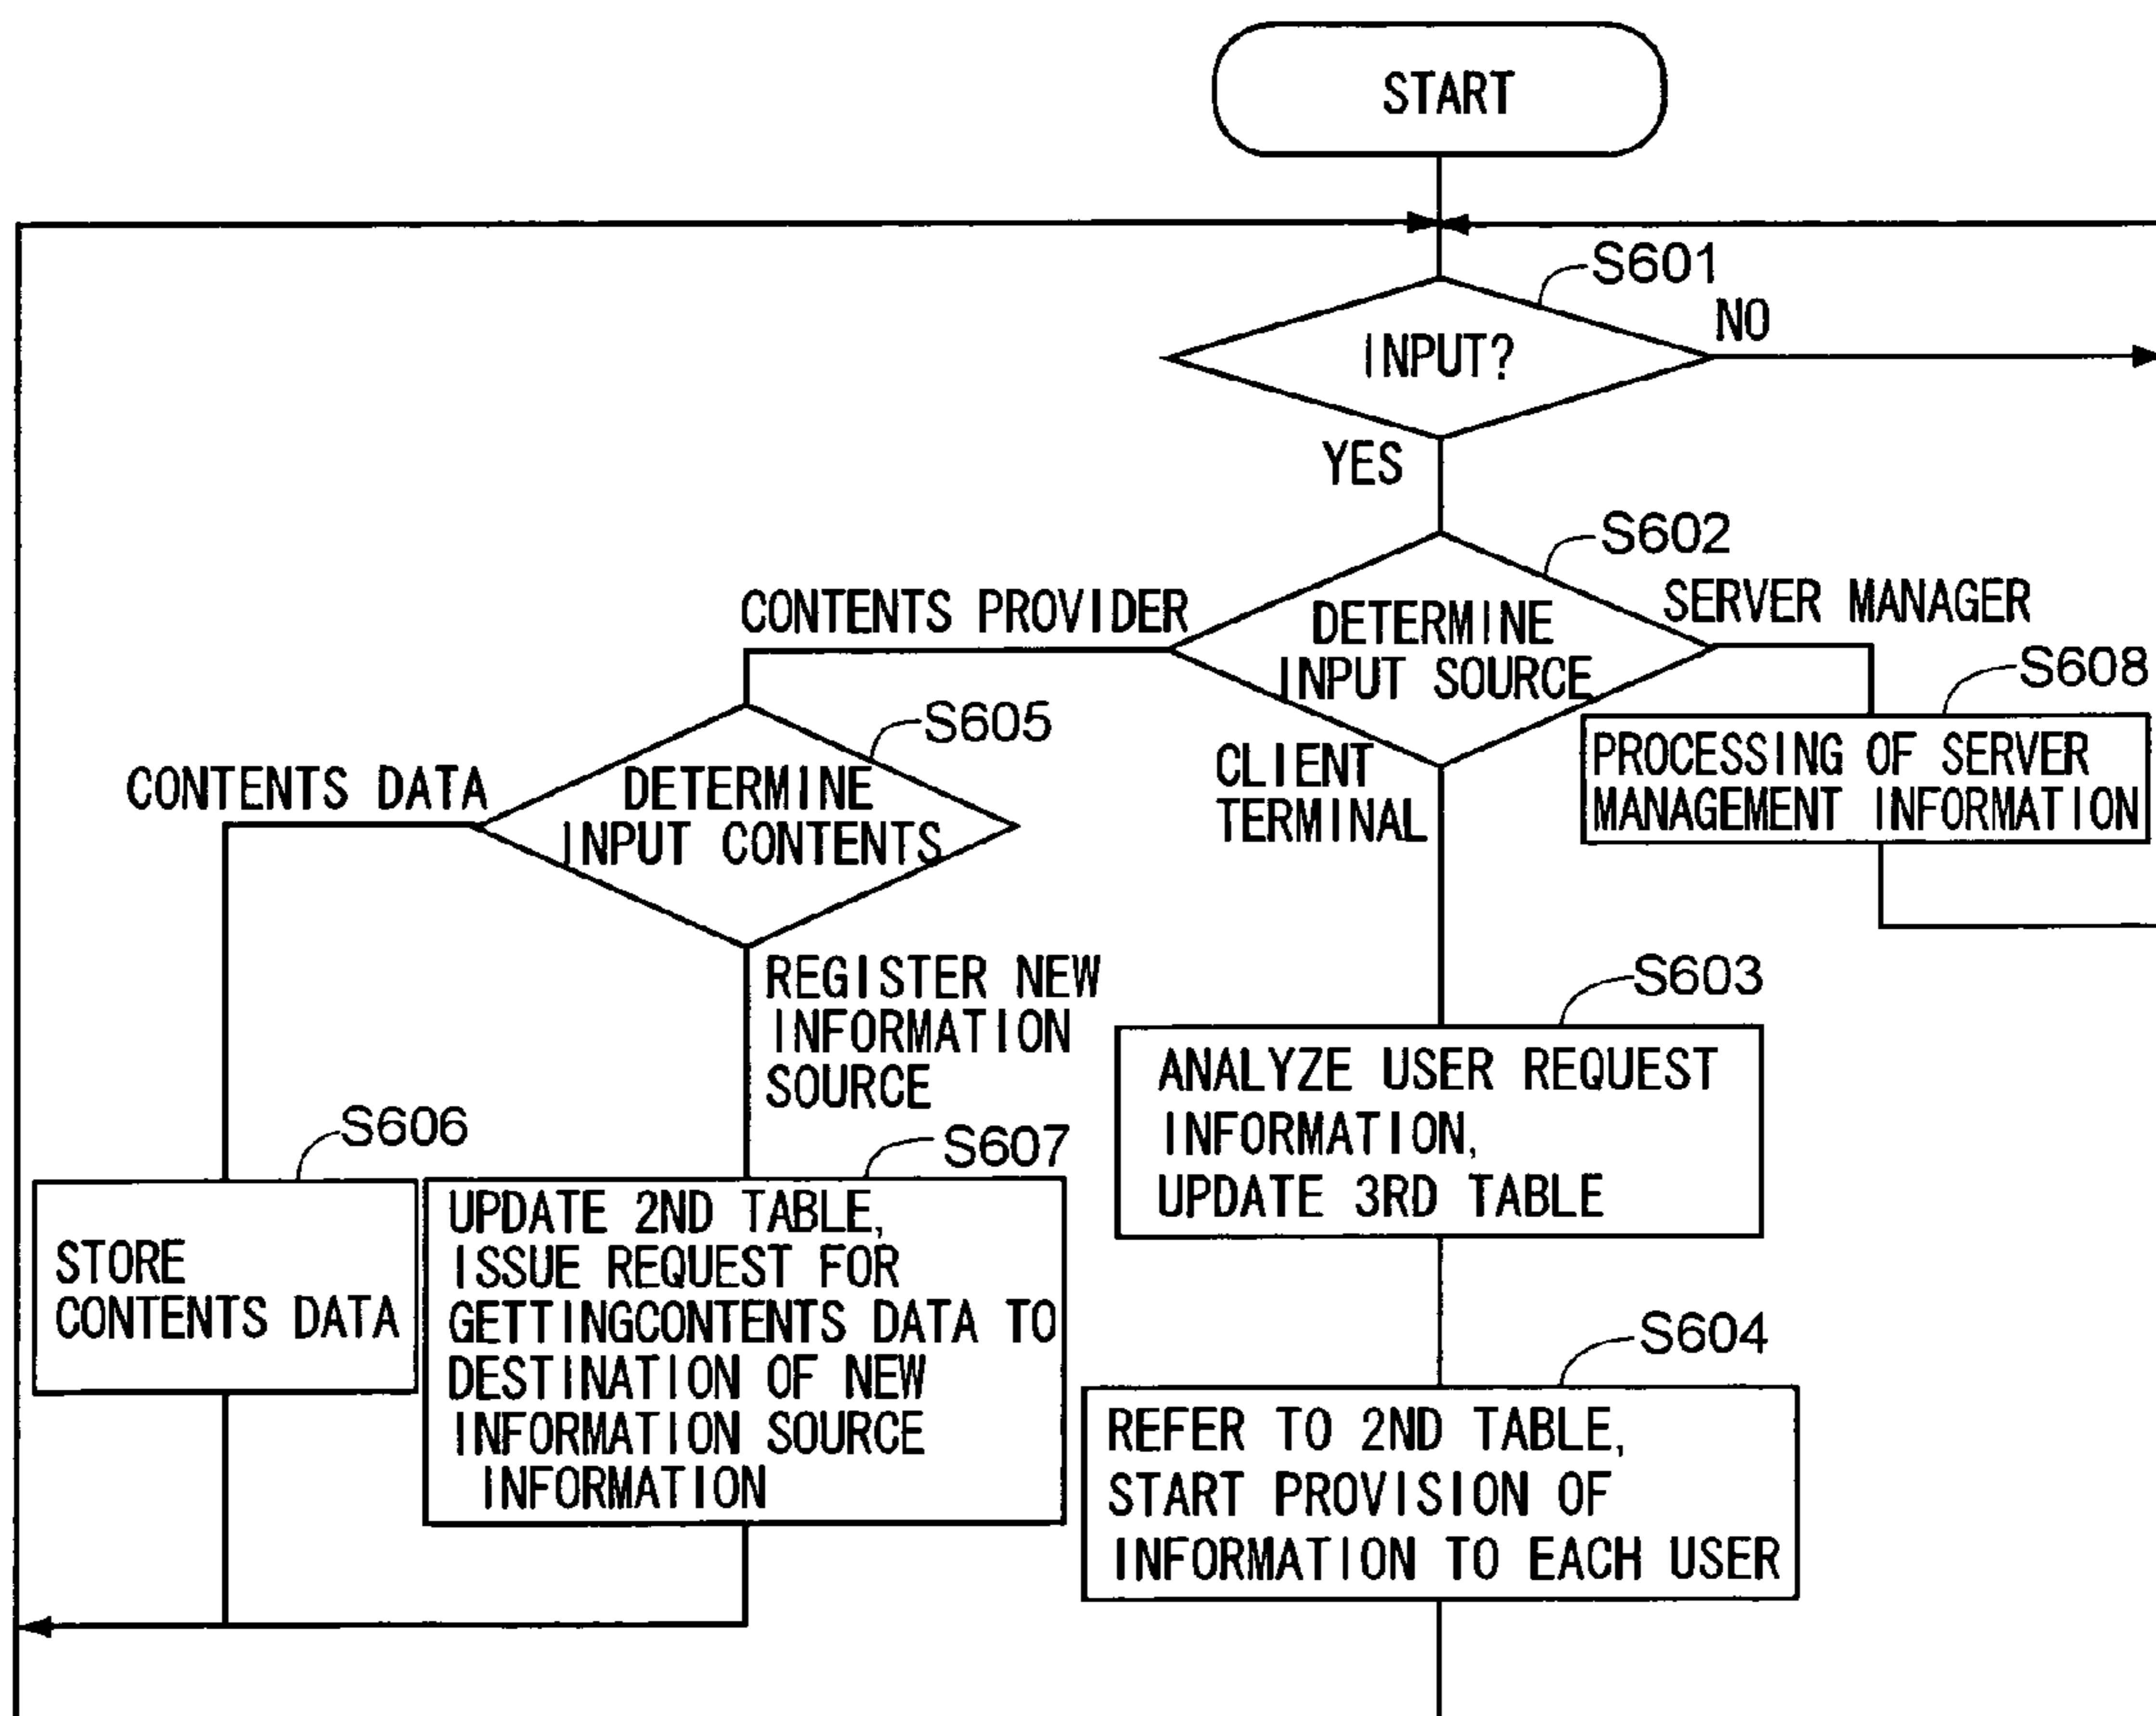 START
S601
NO
INPUT?
YES
S602
CONTENTS PROVIDER
SERVER MANAGER
DETERMINE
INPUT SOURCE
S608
S605
CLIENT
TERMINAL
PROCESSING OF SERVER
MANAGEMENT INFORMATION
CONTENTS DATA
DETERMINE
INPUT CONTENTS
REGISTER NEW
INFORMATION
SOURCE
S603
ANALYZE USER REQUEST
INFORMATION,
UPDATE 3RD TABLE
S606
S607
STORE
CONTENTS DATA
UPDATE 2ND TABLE,
ISSUE REQUEST FOR
GETTINGCONTENTS DATA TO
DESTINATION OF NEW
INFORMATION SOURCE
INFORMATION
S604
REFER TO 2ND TABLE,
START PROVISION OF
INFORMATION TO EACH USER